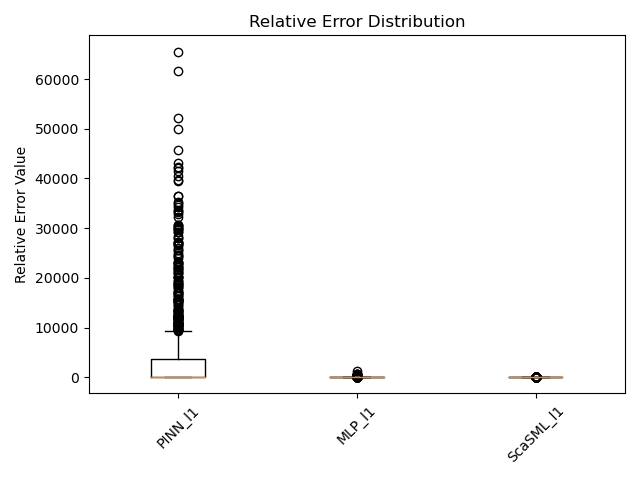 Relative Error Distribution
Relative Error Value
60000
50000
40000
30000
20000
10000
0
PINN_l1
MLP_l1
ScaSML_l1